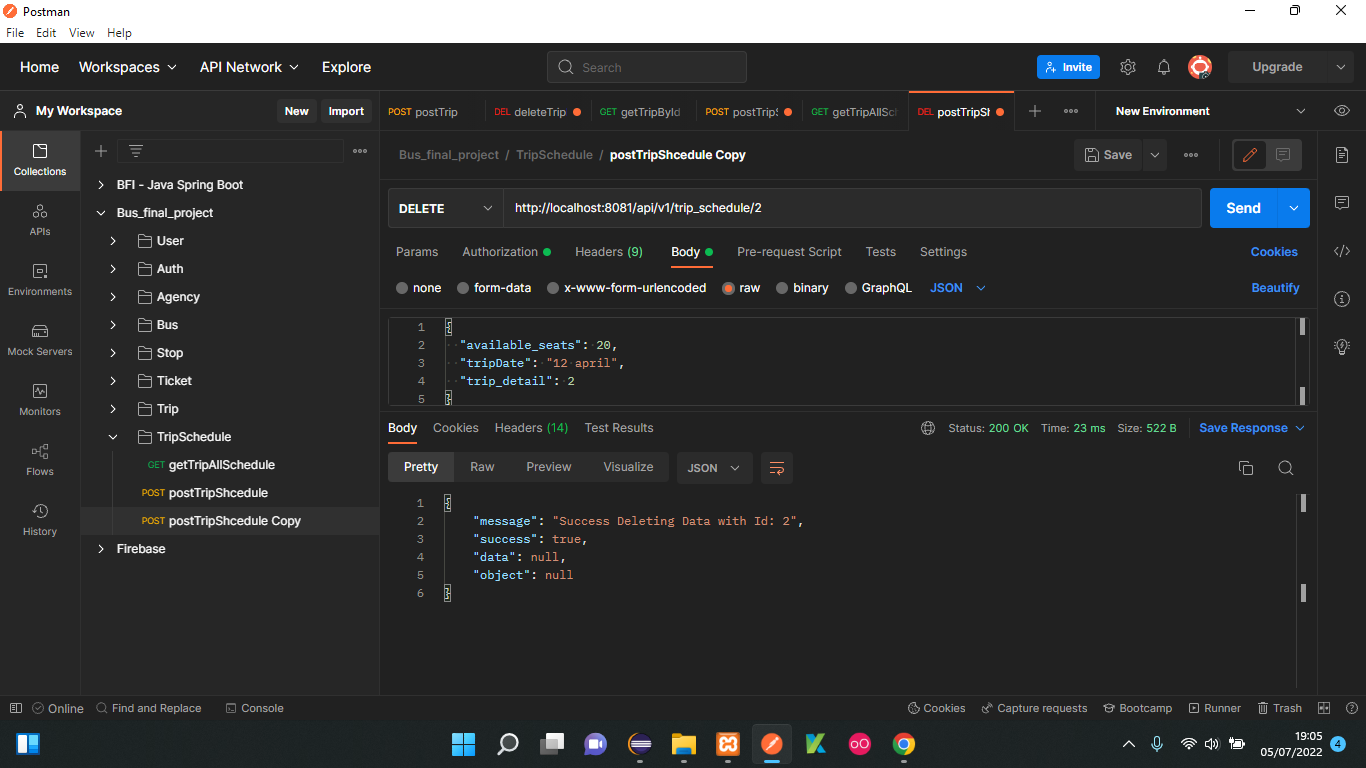 Postman
File Edit View Help
Home Workspaces API Network Explore Search Invite Upgrade
My Workspace New Import
POST postTrip DEL deleteTrip GET getTripById POST postTrip! GET getTripAllSc DEL postTripSh New Environment
Collections
APIs
Environments
Mock Servers
Monitors
Flows
History
BFI - Java Spring Boot
Bus_final_project
User
Auth
Agency
Bus
Stop
Ticket
Trip
TripSchedule
GET getTripAllSchedule
POST postTripShcedule
POST postTripShcedule Copy
Firebase
Bus_final_project / TripSchedule / postTripShcedule Copy Save
DELETE http://localhost:8081/api/v1/trip_schedule/2 Send
Params Authorization Headers (9) Body Pre-request Script Tests Settings Cookies
none form-data x-www-form-urlencoded raw binary GraphQL JSON Beautify
1 {
2 "available_seats": 20,
3 "tripDate": "12 april",
4 "trip_detail": 2
5 }
Body Cookies Headers (14) Test Results Status: 200 OK Time: 23 ms Size: 522 B Save Response
Pretty Raw Preview Visualize JSON
1 {
2 "message": "Success Deleting Data with Id: 2",
3 "success": true,
4 "data": null,
5 "object": null
6 }
Online Find and Replace Console Cookies Capture requests Bootcamp Runner Trash
19:05
05/07/2022 4